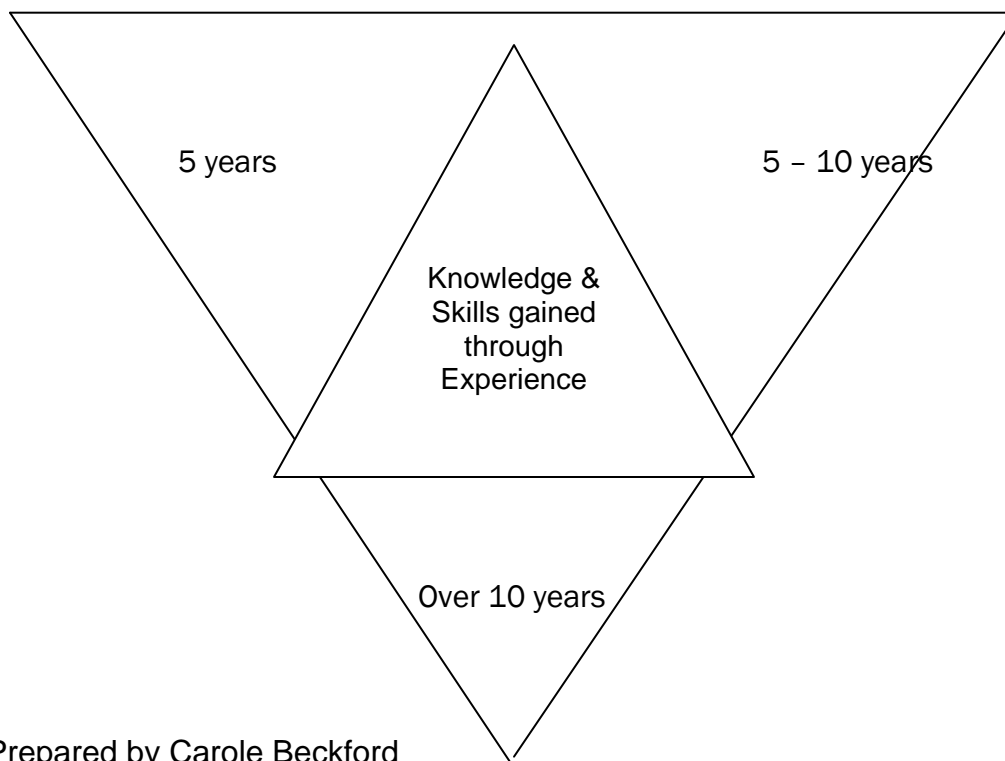 5 years
5 – 10 years
Knowledge &
Skills gained
through
Experience
Over 10 years
Prepared by Carole Beckford